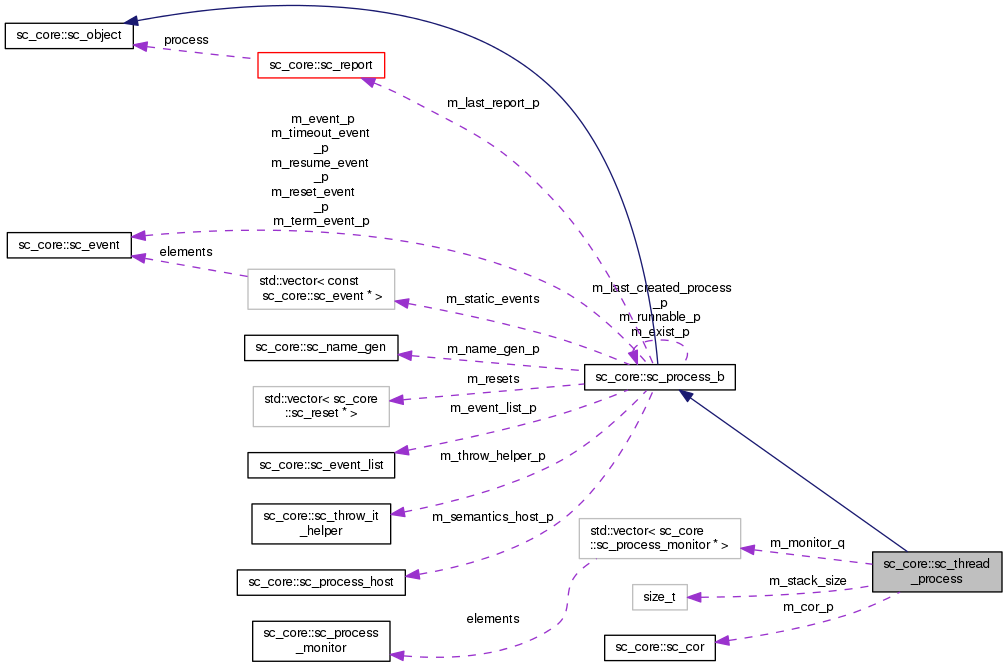 sc_core::sc_object
process
sc_core::sc_report
m_last_report_p
m_event_p
m_timeout_event
_p
m_resume_event
_p
m_reset_event
_p
m_term_event_p
sc_core::sc_event
elements
std::vector< const
sc_core::sc_event * >
m_static_events
m_last_created_process
_p
m_runnable_p
m_exist_p
sc_core::sc_name_gen
m_name_gen_p
sc_core::sc_process_b
m_resets
std::vector< sc_core
::sc_reset * >
m_event_list_p
sc_core::sc_event_list
m_throw_helper_p
sc_core::sc_throw_it
_helper
m_semantics_host_p
std::vector< sc_core
::sc_process_monitor * >
m_monitor_q
sc_core::sc_thread
_process
sc_core::sc_process_host
m_stack_size
size_t
m_cor_p
elements
sc_core::sc_process
_monitor
sc_core::sc_cor